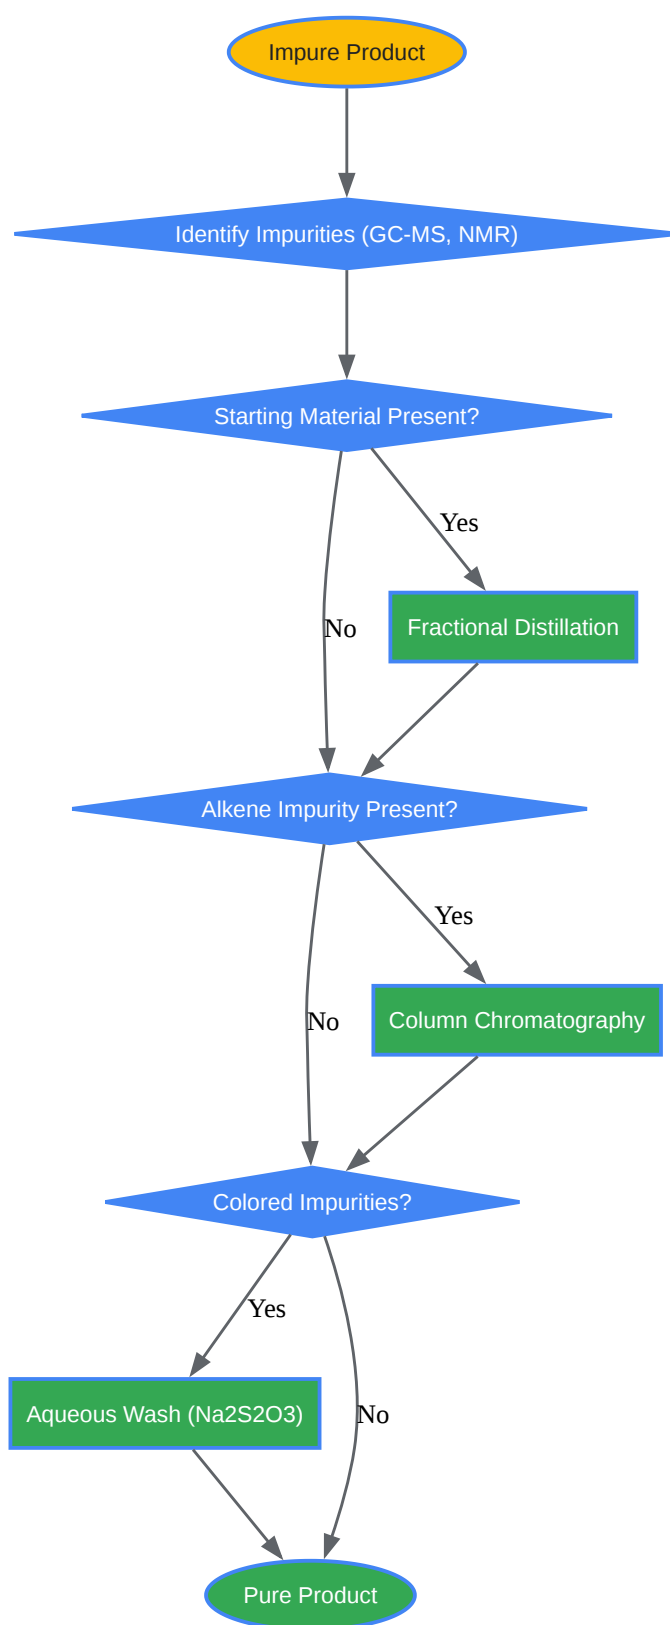 Impure Product
Identify Impurities (GC-MS, NMR)
Starting Material Present?
Yes
No
Fractional Distillation
Alkene Impurity Present?
Yes
No
Column Chromatography
Colored Impurities?
Yes
Aqueous Wash (Na2S2O3)
No
Pure Product